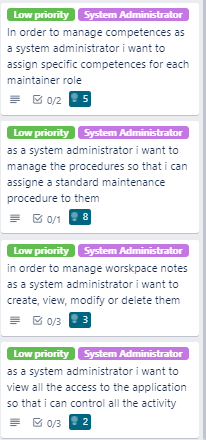 Low priority System Administrator
In order to manage competences as
a system administrator i want to
assign specific competences for each
maintainer role
0/2 5
Low priority System Administrator
as a system administrator i want to
manage the procedures so that i can
assigne a standard maintenance
procedure to them
0/1 8
Low priority System Administrator
in order to manage worskpace notes
as a system administrator i want to
create, view, modify or delete them
0/3 3
Low priority System Administrator
as a system administrator i want to
view all the access to the application
so that i can control all the activity
0/3 2